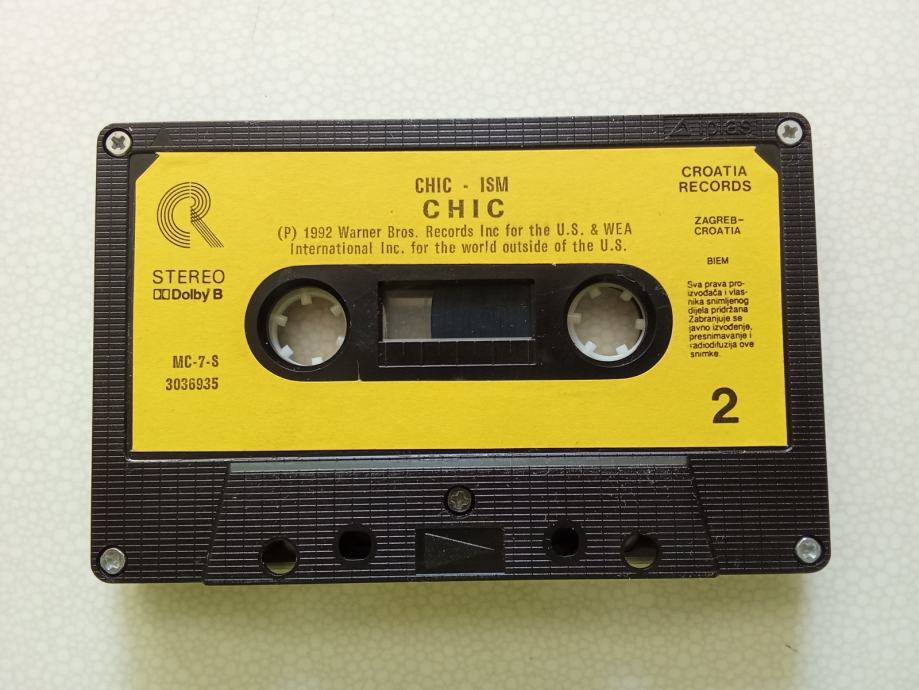 plas
CHIC - ISM
CHIC
(P) 1992 Warner Bros. Records Inc for the U.S. & WEA
International Inc. for the world outside of the U.S.
STEREO
Dolby B
MC-7-S
3036935
CROATIA
RECORDS
ZAGREB-
CROATIA
BIEM
Sva prava pro-
izvođača i vlas-
nika snimljenog
dijela pridržana
Zabranjuje se
javno izvođenje,
presnimavanje i
radiodifuzija ove
snimke.
2